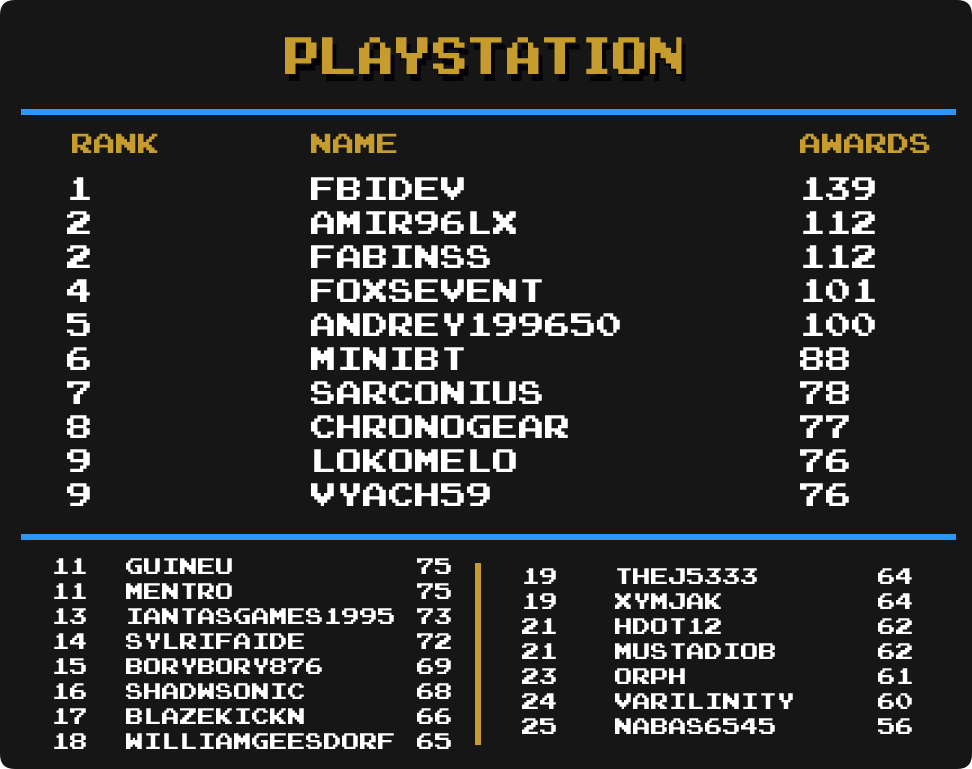 PLAYSTATION
RANK NAME AWARDS
1 FBIDEV 139
2 AMIR96LX 112
2 FABINSS 112
4 FOXSEVENT 101
5 ANDREY199650 100
6 MINIBT 88
7 SARCONIUS 78
8 CHRONOGEAR 77
9 LOKOMELO 76
9 VYACH59 76
11 GUINEU 75
11 MENTRO 75
13 IANTASGAMES1995 73
14 SYLRIFAIDE 72
15 BORYBORY876 69
16 SHADWSONIC 68
17 BLAZEKICKN 66
18 WILLIAMGEESDORF 65
19 THEJ5333 64
19 XYMJAK 64
21 HDOT12 62
21 MUSTADIOB 62
23 ORPH 61
24 VARILINITY 60
25 NABAS6545 56